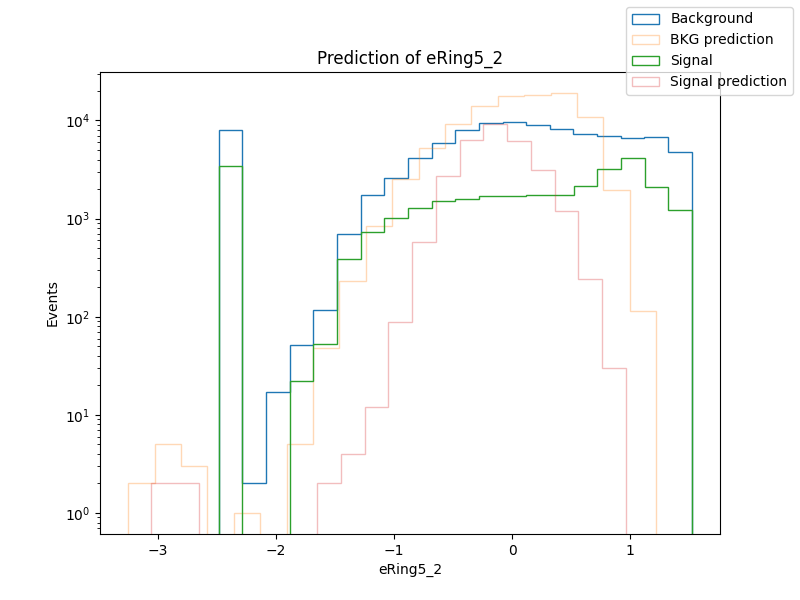 Prediction of eRing5_2
Background
BKG prediction
Signal
Signal prediction
Events
10⁴
10³
10²
10¹
10⁰
−3
−2
−1
0
1
eRing5_2